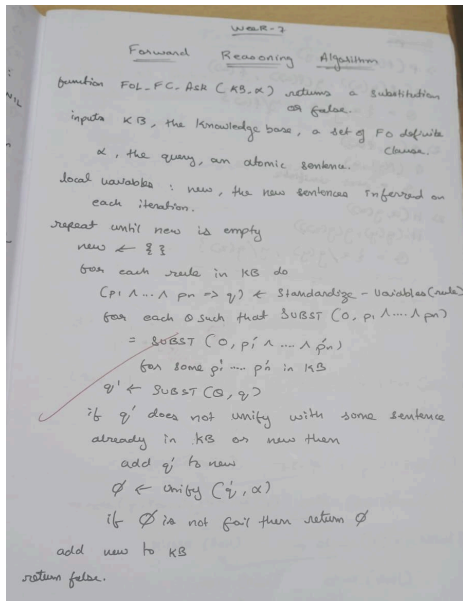 WEEK-7
Forward Reasoning Algorithm
function FOL_FC_Ask (KB, α) returns a substitution
or false.
inputs KB, the knowledge base, a set of FO definite
clause.
α, the query, an atomic sentence.
local variables : new, the new sentences inferred on
each iteration.
repeat until new is empty
new ← { }
for each rule in KB do
(p1 ∧ ... ∧ pn => q) ← Standardize - Variables (rule)
for each θ such that SUBST (θ, p1 ∧ .... ∧ pn)
= SUBST (θ, p1' ∧ .... ∧ pn')
for some p1' ..... pn' in KB
q' ← SUBST (θ, q)
if q' does not unify with some sentence
already in KB or new then
add q' to new
Ø ← Unify (q', α)
if Ø is not fail then return Ø
add new to KB
return false.